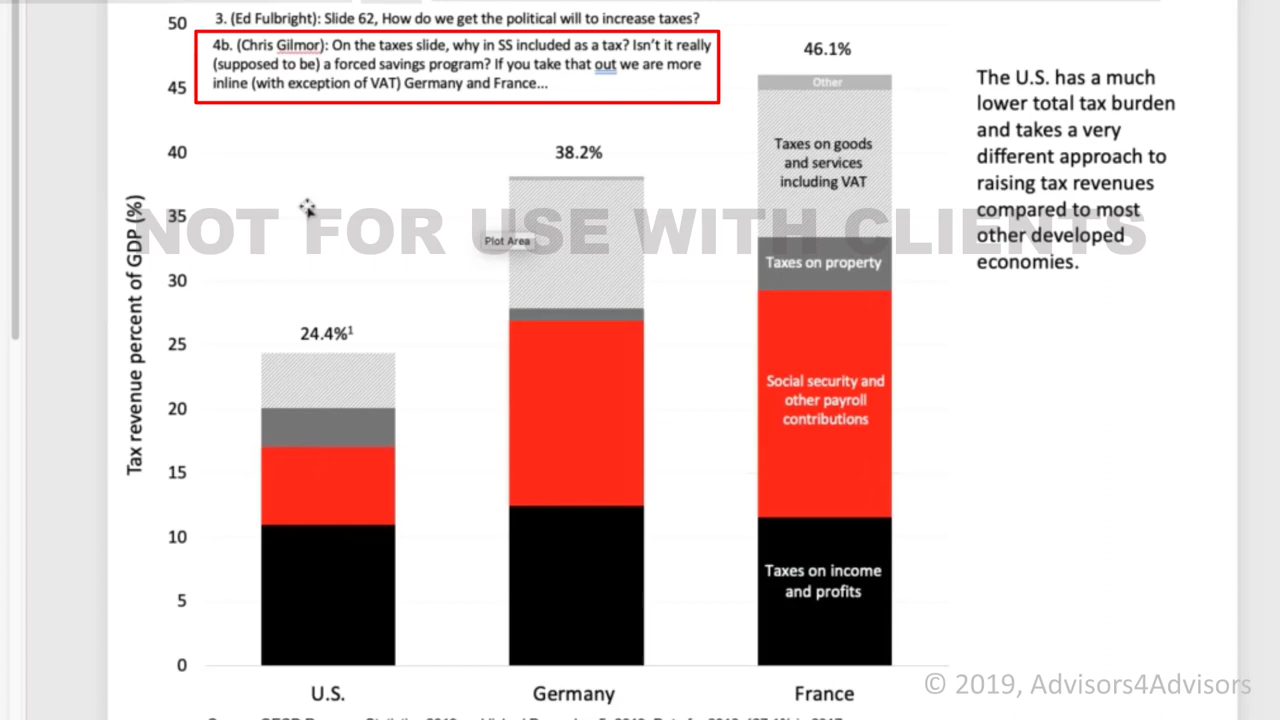 3. (Ed Fulbright): Slide 62, How do we get the political will to increase taxes?
4b. (Chris Gilmor): On the taxes slide, why in SS included as a tax? Isn't it really
(supposed to be) a forced savings program? If you take that out we are more
inline (with exception of VAT) Germany and France...
50
45
40
35
30
25
20
15
10
5
0
Tax revenue percent of GDP (%)
24.4%¹
38.2%
46.1%
Other
Taxes on goods
and services
including VAT
Taxes on property
Social security and
other payroll
contributions
Taxes on income
and profits
Plot Area
U.S.
Germany
France
The U.S. has a much
lower total tax burden
and takes a very
different approach to
raising tax revenues
compared to most
other developed
economies.
NOT FOR USE WITH CLIENTS
© 2019, Advisors4Advisors